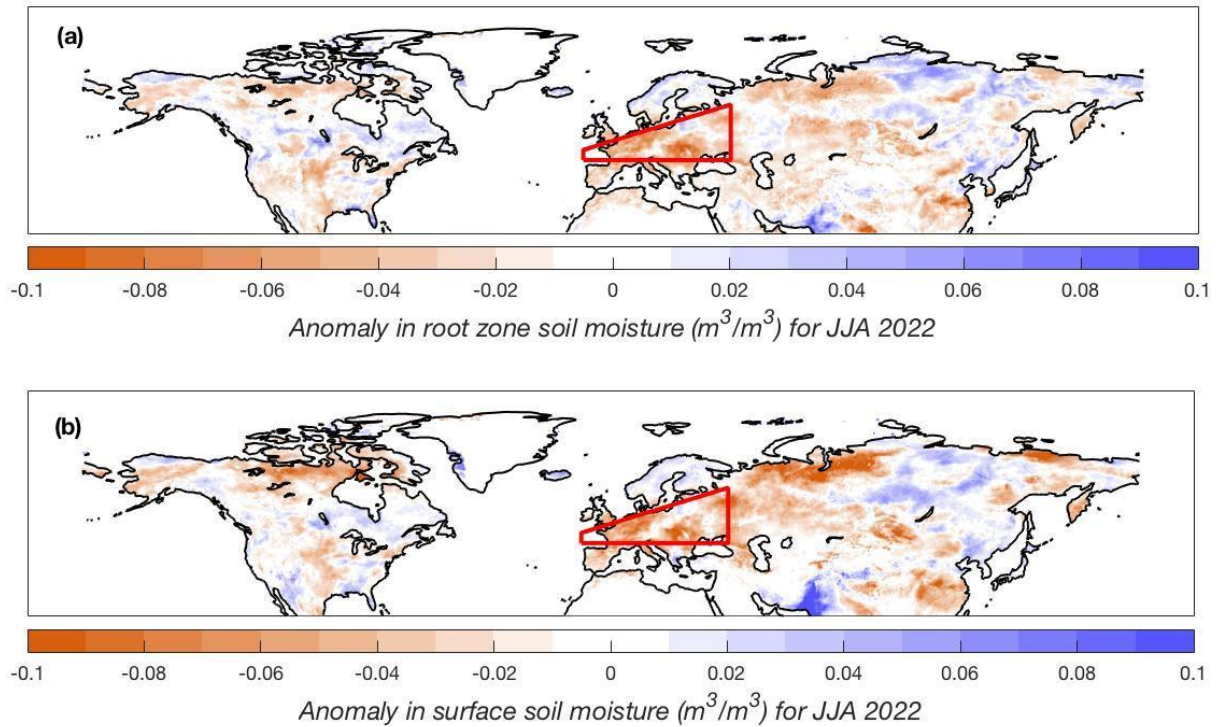 (a)
-0.1 -0.08 -0.06 -0.04 -0.02 0 0.02 0.04 0.06 0.08 0.1
Anomaly in root zone soil moisture (m³/m³) for JJA 2022
(b)
-0.1 -0.08 -0.06 -0.04 -0.02 0 0.02 0.04 0.06 0.08 0.1
Anomaly in surface soil moisture (m³/m³) for JJA 2022